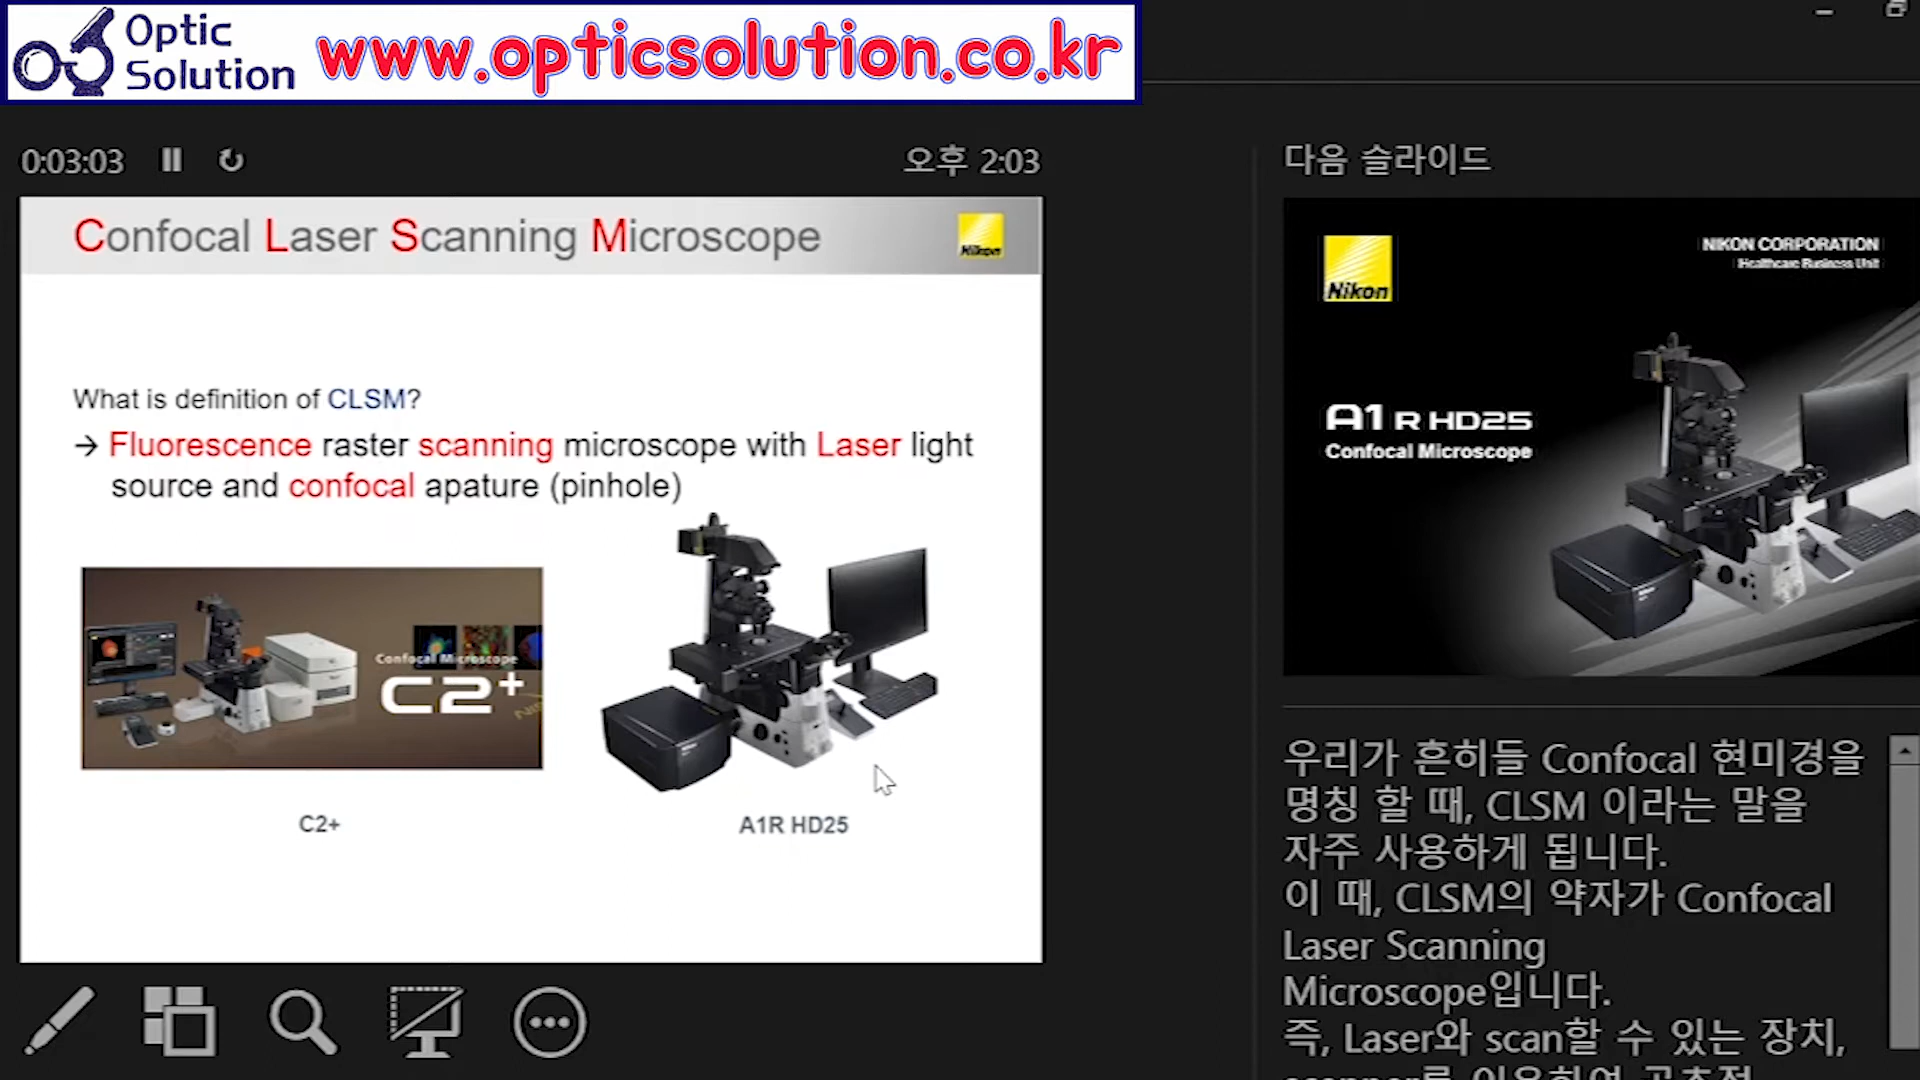 Optic
Solution
www.opticsolution.co.kr
0:03:03
오후 2:03
다음 슬라이드
Confocal Laser Scanning Microscope
Nikon
What is definition of CLSM?
→ Fluorescence raster scanning microscope with Laser light
source and confocal apature (pinhole)
Confocal Microscope
C2+
C2+
A1R HD25
Nikon
NIKON CORPORATION
Healthcare Business Unit
A1 R HD25
Confocal Microscope
우리가 흔히들 Confocal 현미경을
명칭 할 때, CLSM 이라는 말을
자주 사용하게 됩니다.
이 때, CLSM의 약자가 Confocal
Laser Scanning
Microscope입니다.
즉, Laser와 scan할 수 있는 장치,